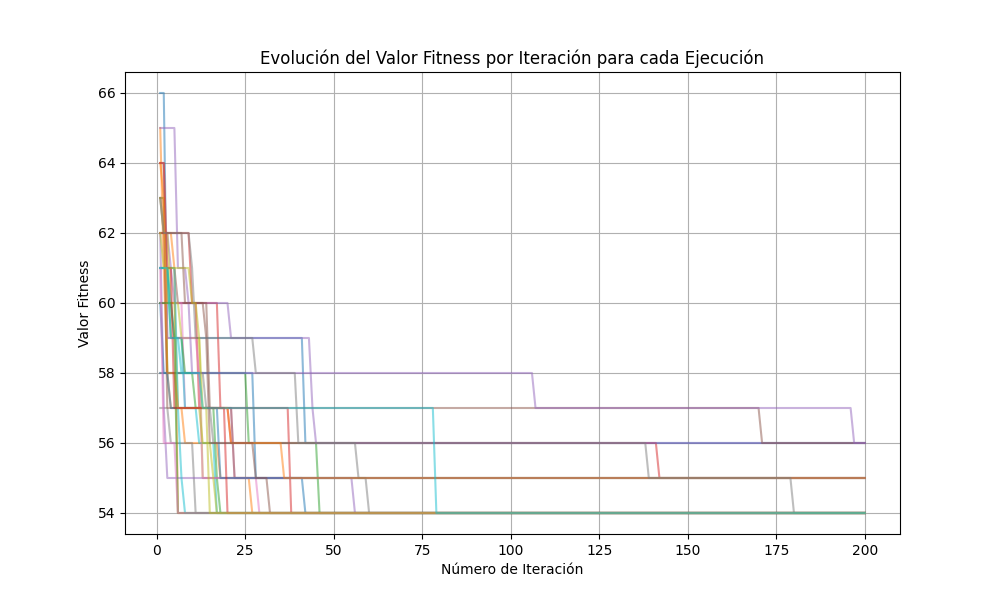 Evolución del Valor Fitness por Iteración para cada Ejecución
66
64
62
60
58
56
54
Valor Fitness
0 25 50 75 100 125 150 175 200
Número de Iteración